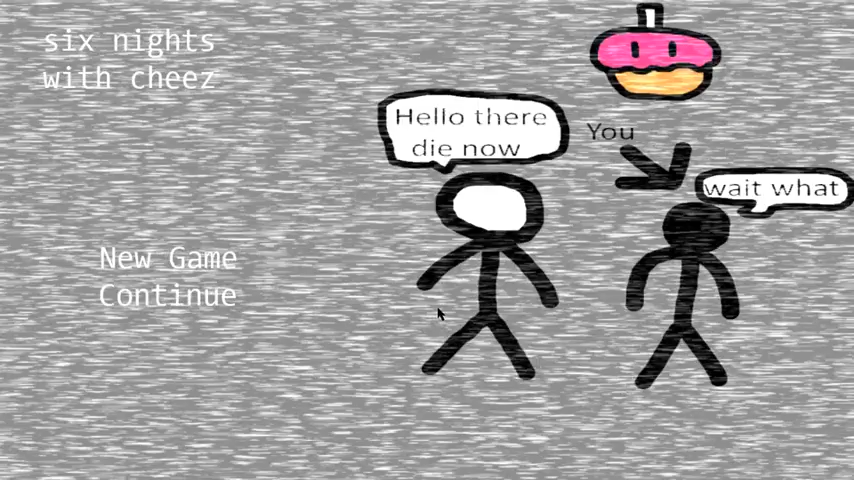 six nights
with cheez
Hello there
die now
You
wait what
New Game
Continue